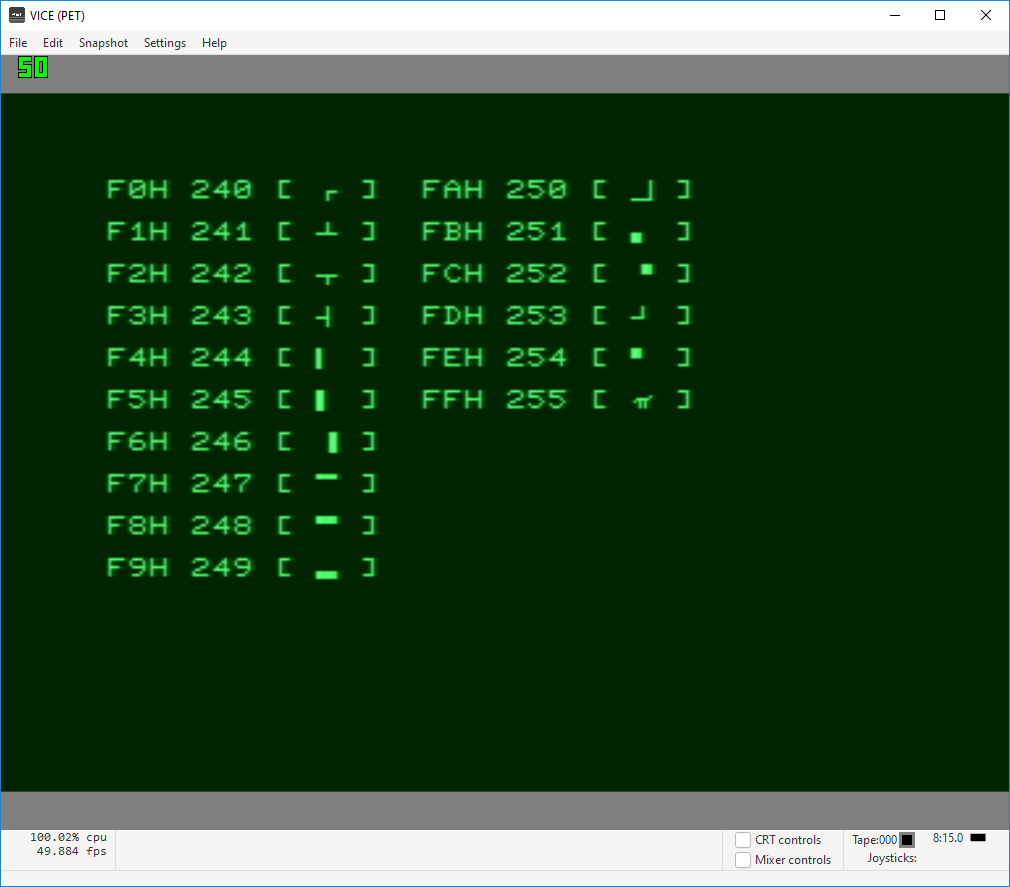 VICE (PET)
File Edit Snapshot Settings Help
50
F0H 240 [ ┌ ] FAH 250 [ ⏌ ]
F1H 241 [ ┴ ] FBH 251 [ ▖ ]
F2H 242 [ ┬ ] FCH 252 [ ▝ ]
F3H 243 [ ┤ ] FDH 253 [ ┘ ]
F4H 244 [ ▎ ] FEH 254 [ ▘ ]
F5H 245 [ ▍ ] FFH 255 [ π ]
F6H 246 [ ▐ ]
F7H 247 [ ▔ ]
F8H 248 [ ▀ ]
F9H 249 [ ▃ ]
100.02% cpu
49.884 fps
CRT controls
Mixer controls
Tape:000
Joysticks:
8:15.0